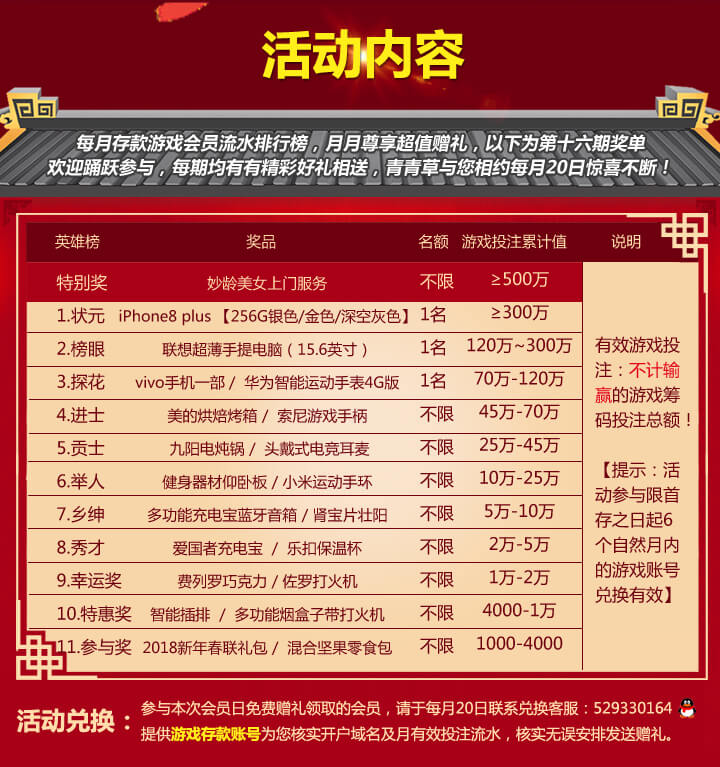 活动内容
每月存款游戏会员流水排行榜，月月尊享超值赠礼，以下为第十六期奖单
欢迎踊跃参与，每期均有有精彩好礼相送，青青草与您相约每月20日惊喜不断！
英雄榜 奖品 名额 游戏投注累计值 说明
特别奖 妙龄美女上门服务 不限 ≥500万
1.状元 iPhone8 plus 【256G银色/金色/深空灰色】 1名 ≥300万
2.榜眼 联想超薄手提电脑（15.6英寸） 1名 120万~300万
3.探花 vivo手机一部 / 华为智能运动手表4G版 1名 70万-120万
4.进士 美的烘焙烤箱 / 索尼游戏手柄 不限 45万-70万
5.贡士 九阳电炖锅 / 头戴式电竞耳麦 不限 25万-45万
6.举人 健身器材仰卧板 / 小米运动手环 不限 10万-25万
7.乡绅 多功能充电宝蓝牙音箱 / 肾宝片壮阳 不限 5万-10万
8.秀才 爱国者充电宝 / 乐扣保温杯 不限 2万-5万
9.幸运奖 费列罗巧克力 / 佐罗打火机 不限 1万-2万
10.特惠奖 智能插排 / 多功能烟盒子带打火机 不限 4000-1万
11.参与奖 2018新年春联礼包 / 混合坚果零食包 不限 1000-4000
有效游戏投
注：不计输
赢的游戏筹
码投注总额！
【提示：活
动参与限首
存之日起6
个自然月内
的游戏账号
兑换有效】
活动兑换：
参与本次会员日免费赠礼领取的会员，请于每月20日联系兑换客服：529330164
提供游戏存款账号为您核实开户域名及月有效投注流水，核实无误安排发送赠礼。